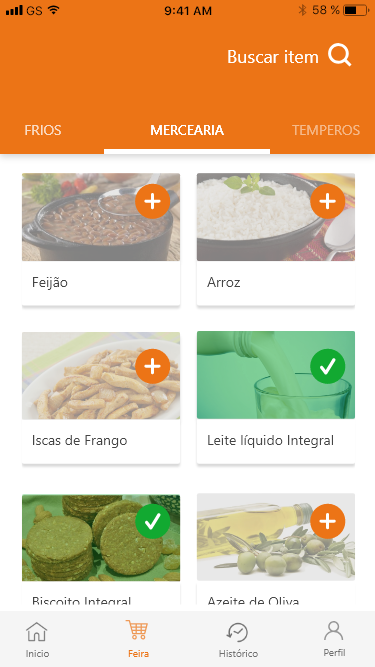 GS 9:41 AM 58 %
Buscar item
FRIOS MERCEARIA TEMPEROS
Feijão Arroz
Iscas de Frango Leite líquido Integral
Biscoito Integral Azeite de Oliva
Inicio Feira Histórico Perfil